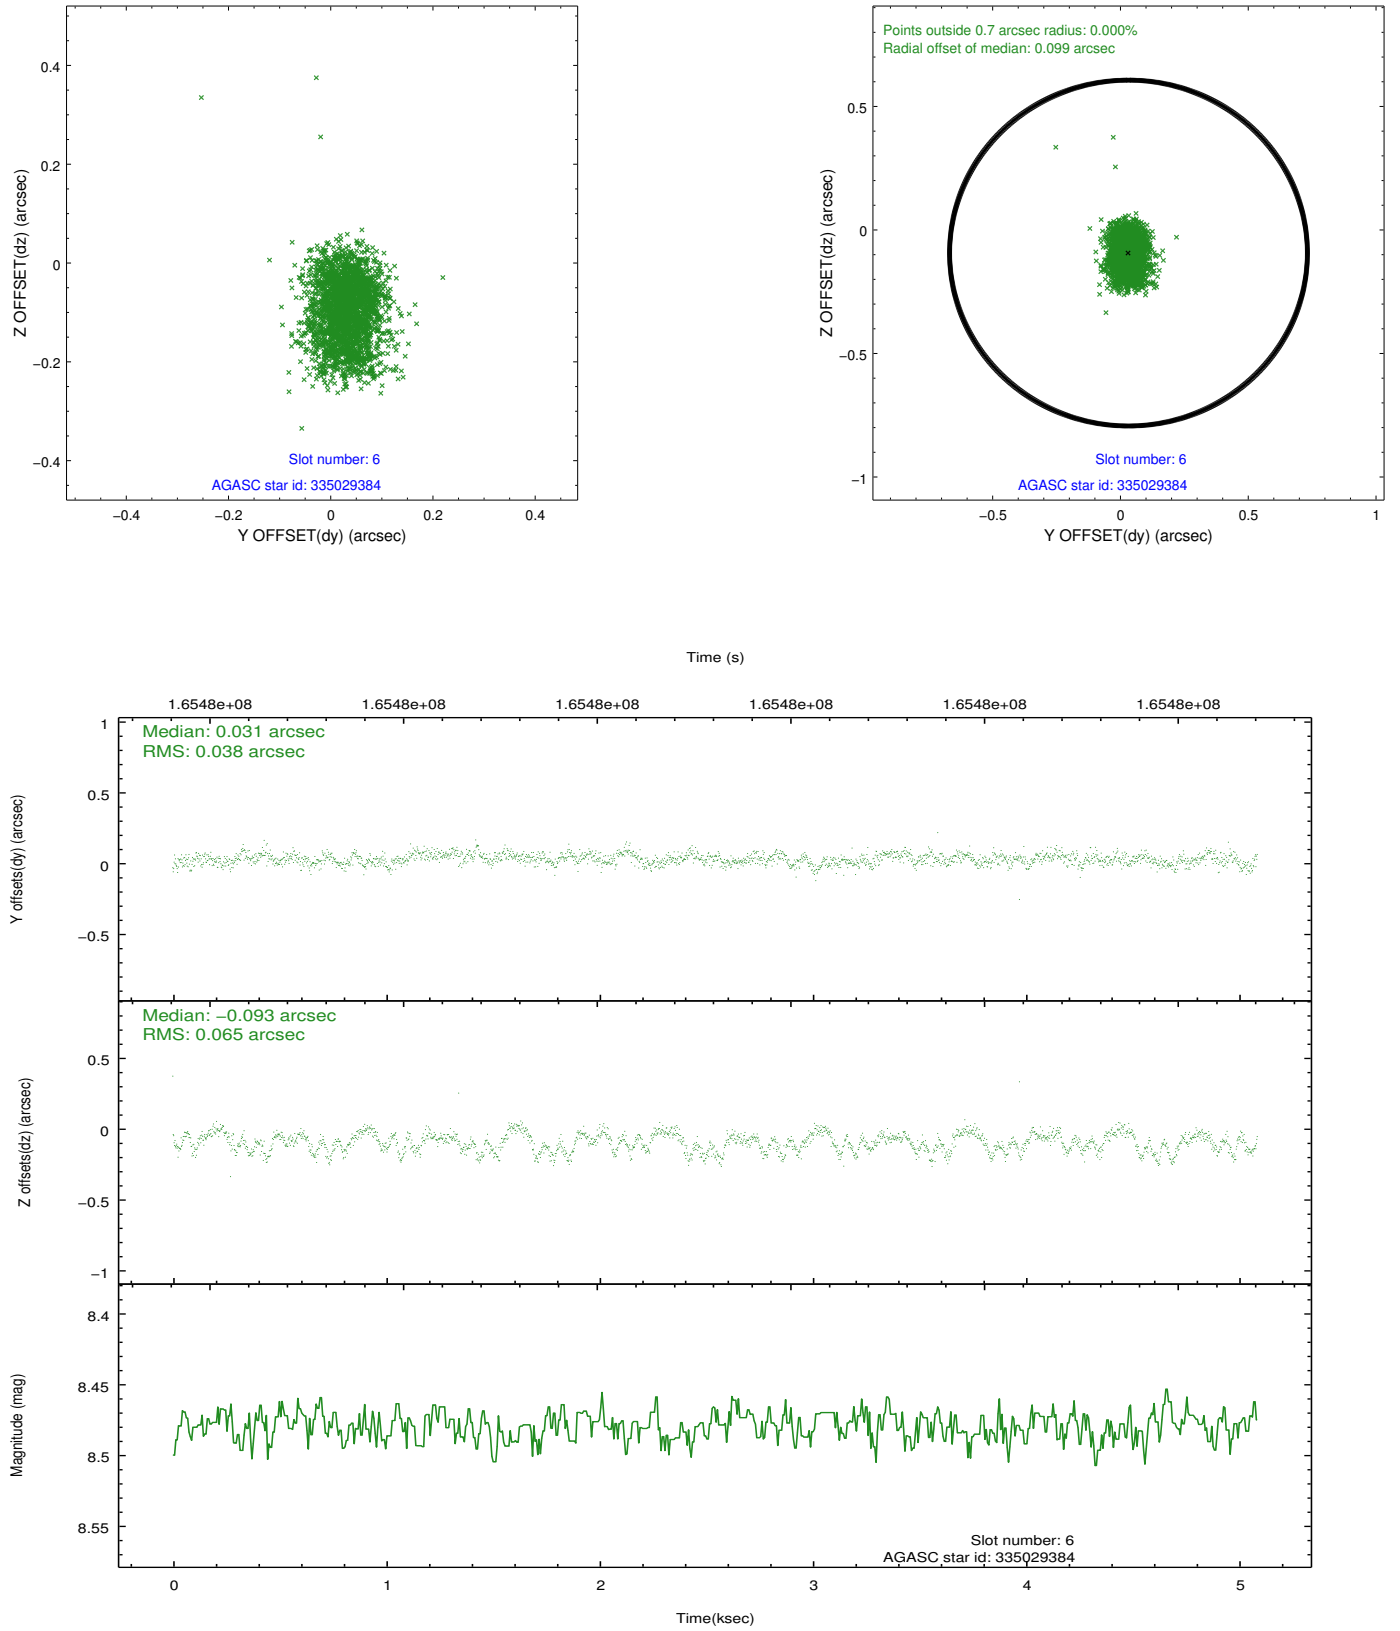 0.4
0.2
0
−0.2
−0.4
Z OFFSET(dz) (arcsec)
Slot number: 6
AGASC star id: 335029384
−0.4 −0.2 0 0.2 0.4
Y OFFSET(dy) (arcsec)
Points outside 0.7 arcsec radius: 0.000%
Radial offset of median: 0.099 arcsec
0.5
0
−0.5
−1
Z OFFSET(dz) (arcsec)
Slot number: 6
AGASC star id: 335029384
−0.5 0 0.5 1
Y OFFSET(dy) (arcsec)
Time (s)
1.6548e+08 1.6548e+08 1.6548e+08 1.6548e+08 1.6548e+08 1.6548e+08
Median: 0.031 arcsec
RMS: 0.038 arcsec
1
0.5
0
−0.5
Y offsets(dy) (arcsec)
Median: −0.093 arcsec
RMS: 0.065 arcsec
0.5
0
−0.5
−1
Z offsets(dz) (arcsec)
8.4
8.45
8.5
8.55
Magnitude (mag)
Slot number: 6
AGASC star id: 335029384
0 1 2 3 4 5
Time(ksec)